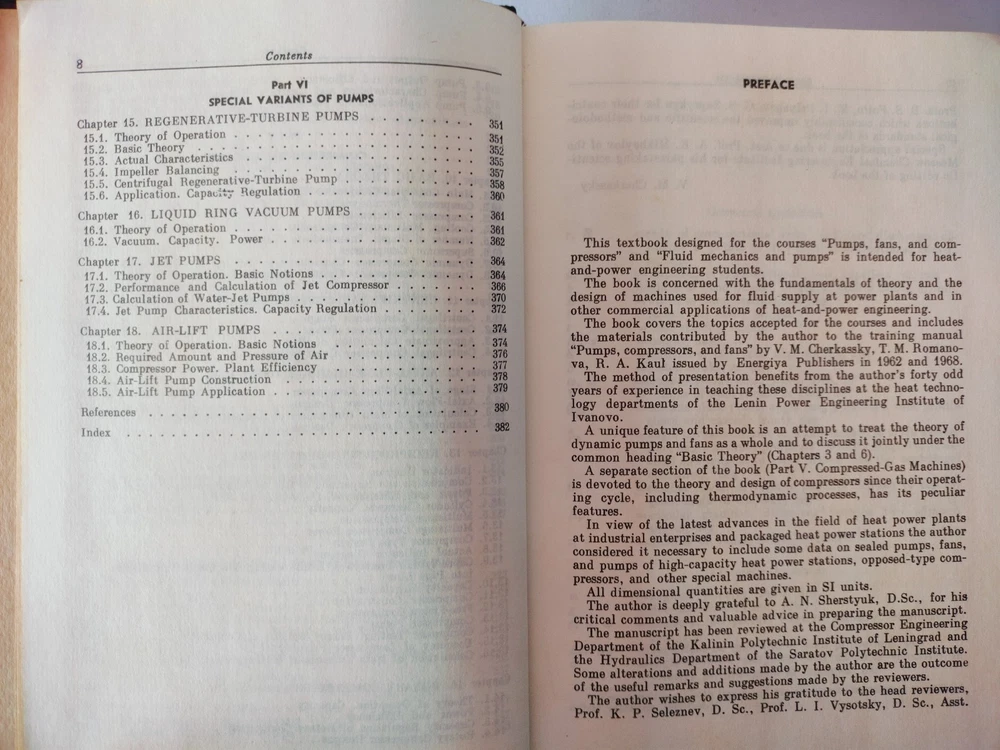 8
Contents
Part VI
SPECIAL VARIANTS OF PUMPS
Chapter 15. REGENERATIVE-TURBINE PUMPS . . . . . . . . 351
15.1. Theory of Operation . . . . . . . . . . . . . . . . . 351
15.2. Basic Theory . . . . . . . . . . . . . . . . . . . . 352
15.3. Actual Characteristics . . . . . . . . . . . . . . . . 355
15.4. Impeller Balancing . . . . . . . . . . . . . . . . . 357
15.5. Centrifugal Regenerative-Turbine Pump . . . . . . . . . 358
15.6. Application. Capacity Regulation . . . . . . . . . . . . 360
Chapter 16. LIQUID RING VACUUM PUMPS . . . . . . . . . 361
16.1. Theory of Operation . . . . . . . . . . . . . . . . . 361
16.2. Vacuum. Capacity. Power . . . . . . . . . . . . . . . 362
Chapter 17. JET PUMPS . . . . . . . . . . . . . . . . . . 364
17.1. Theory of Operation. Basic Notions . . . . . . . . . . . 364
17.2. Performance and Calculation of Jet Compressor . . . . . . 366
17.3. Calculation of Water-Jet Pumps . . . . . . . . . . . . . 370
17.4. Jet Pump Characteristics. Capacity Regulation . . . . . . . 372
Chapter 18. AIR-LIFT PUMPS . . . . . . . . . . . . . . . 374
18.1. Theory of Operation. Basic Notions . . . . . . . . . . . 374
18.2. Required Amount and Pressure of Air . . . . . . . . . . 376
18.3. Compressor Power. Plant Efficiency . . . . . . . . . . . 377
18.4. Air-Lift Pump Construction . . . . . . . . . . . . . . 378
18.5. Air-Lift Pump Application . . . . . . . . . . . . . . . 379
References . . . . . . . . . . . . . . . . . . . . . . . . 380
Index . . . . . . . . . . . . . . . . . . . . . . . . . . 382
PREFACE
This textbook designed for the courses “Pumps, fans, and com-
pressors” and “Fluid mechanics and pumps” is intended for heat-
and-power engineering students.
The book is concerned with the fundamentals of theory and the
design of machines used for fluid supply at power plants and in
other commercial applications of heat-and-power engineering.
The book covers the topics accepted for the courses and includes
the materials contributed by the author to the training manual
“Pumps, compressors, and fans” by V. M. Cherkassky, T. M. Romano-
va, R. A. Kaul issued by Energiya Publishers in 1962 and 1968.
The method of presentation benefits from the author's forty odd
years of experience in teaching these disciplines at the heat techno-
logy departments of the Lenin Power Engineering Institute of
Ivanovo.
A unique feature of this book is an attempt to treat the theory of
dynamic pumps and fans as a whole and to discuss it jointly under the
common heading “Basic Theory” (Chapters 3 and 6).
A separate section of the book (Part V. Compressed-Gas Machines)
is devoted to the theory and design of compressors since their operat-
ing cycle, including thermodynamic processes, has its peculiar
features.
In view of the latest advances in the field of heat power plants
at industrial enterprises and packaged heat power stations the author
considered it necessary to include some data on sealed pumps, fans,
and pumps of high-capacity heat power stations, opposed-type com-
pressors, and other special machines.
All dimensional quantities are given in SI units.
The author is deeply grateful to A. N. Sherstyuk, D.Sc., for his
critical comments and valuable advice in preparing the manuscript.
The manuscript has been reviewed at the Compressor Engineering
Department of the Kalinin Polytechnic Institute of Leningrad and
the Hydraulics Department of the Saratov Polytechnic Institute.
Some alterations and additions made by the author are the outcome
of the useful remarks and suggestions made by the reviewers.
The author wishes to express his gratitude to the head reviewers,
Prof. K. P. Seleznev, D. Sc., Prof. L. I. Vysotsky, D. Sc., Asst.